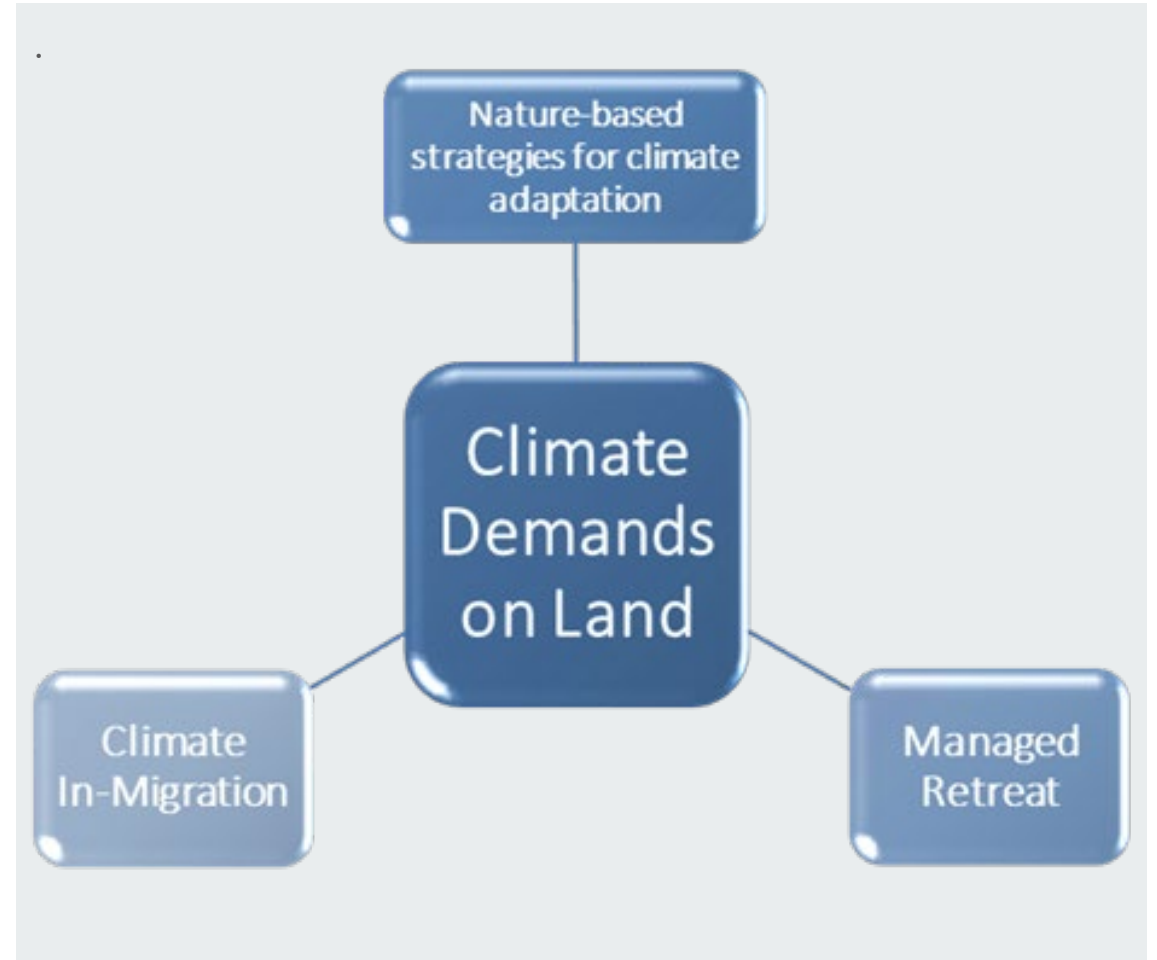 .
Nature-based
strategies for climate
adaptation
Climate
Demands
on Land
Climate
In-Migration
Managed
Retreat